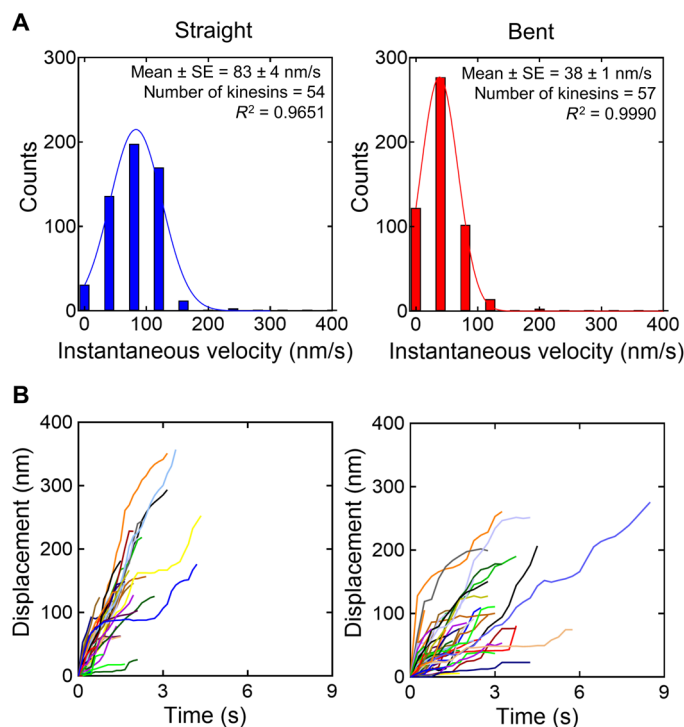 A
Straight
Bent
Mean ± SE = 83 ± 4 nm/s
Number of kinesins = 54
R² = 0.9651
Mean ± SE = 38 ± 1 nm/s
Number of kinesins = 57
R² = 0.9990
300
200
100
0
Counts
0 100 200 300 400
Instantaneous velocity (nm/s)
300
200
100
0
Counts
0 100 200 300 400
Instantaneous velocity (nm/s)
B
400
300
200
100
0
Displacement (nm)
0 3 6 9
Time (s)
400
300
200
100
0
Displacement (nm)
0 3 6 9
Time (s)